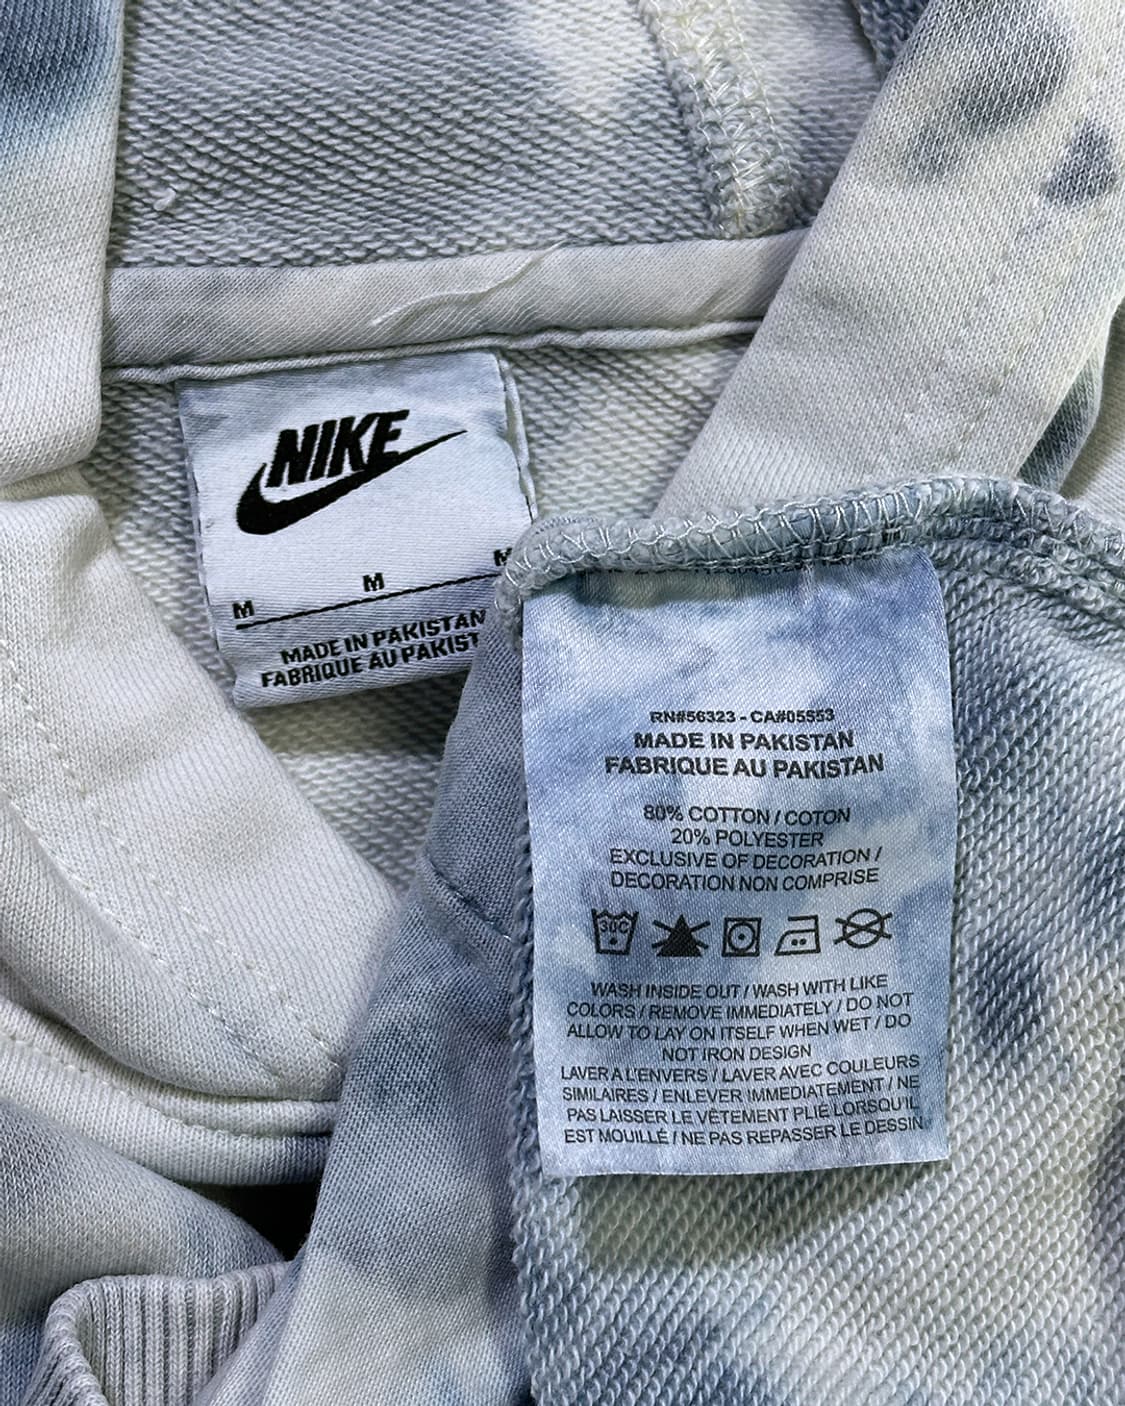 NIKE
M M M
MADE IN PAKISTAN
FABRIQUE AU PAKIST
RN#56323 - CA#05553
MADE IN PAKISTAN
FABRIQUE AU PAKISTAN
80% COTTON / COTON
20% POLYESTER
EXCLUSIVE OF DECORATION /
DECORATION NON COMPRISE
30C
WASH INSIDE OUT / WASH WITH LIKE
COLORS / REMOVE IMMEDIATELY / DO NOT
ALLOW TO LAY ON ITSELF WHEN WET / DO
NOT IRON DESIGN
LAVER A L'ENVERS / LAVER AVEC COULEURS
SIMILAIRES / ENLEVER IMMEDIATEMENT / NE
PAS LAISSER LE VÊTEMENT PLIÉ LORSQU'IL
EST MOUILLÉ / NE PAS REPASSER LE DESSIN